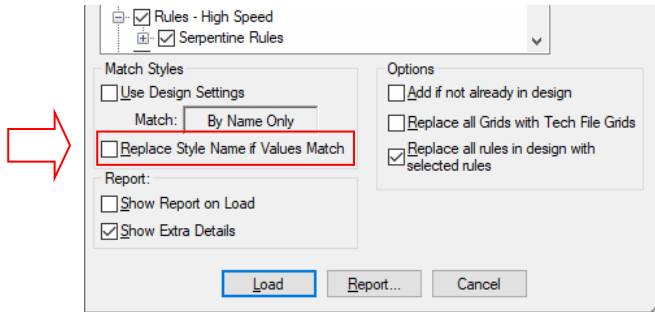 Rules - High Speed
Serpentine Rules
Match Styles
Use Design Settings
Match: By Name Only
Replace Style Name if Values Match
Report:
Show Report on Load
Show Extra Details
Options
Add if not already in design
Replace all Grids with Tech File Grids
Replace all rules in design with
selected rules
Load Report... Cancel